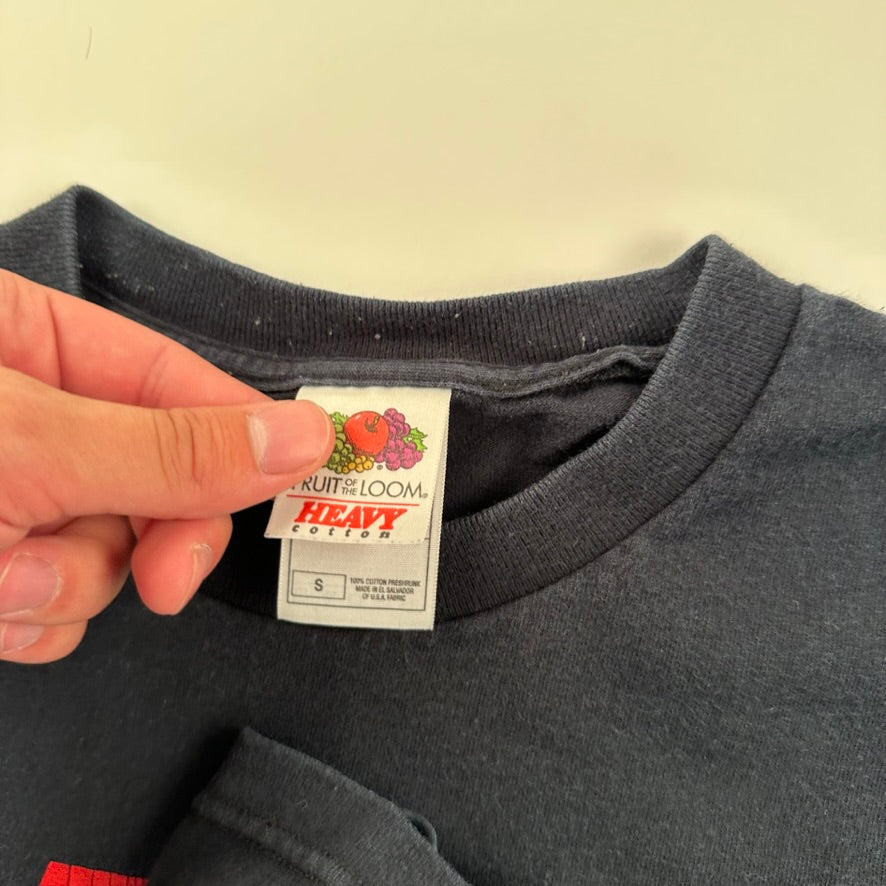 FRUIT OF THE LOOM®
HEAVY
cotton
S
100% COTTON PRESHRUNK
MADE IN EL SALVADOR
OF U.S.A. FABRIC